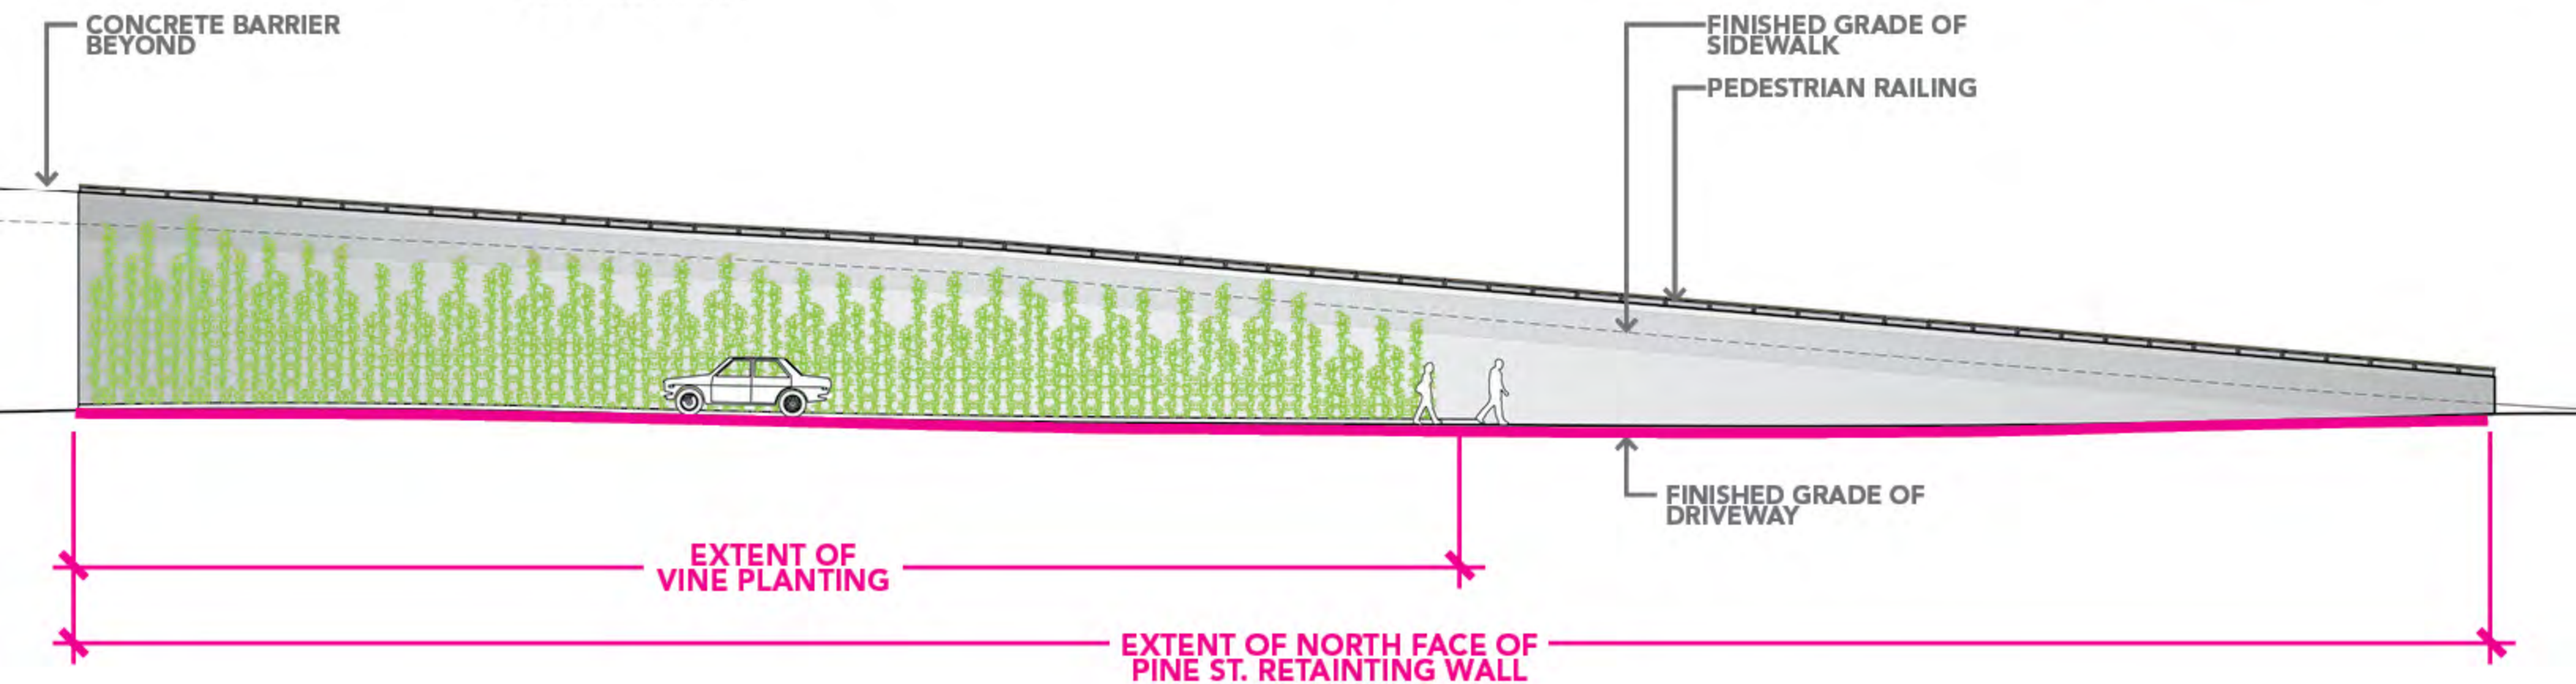 CONCRETE BARRIER
BEYOND
FINISHED GRADE OF
SIDEWALK
PEDESTRIAN RAILING
FINISHED GRADE OF
DRIVEWAY
EXTENT OF
VINE PLANTING
EXTENT OF NORTH FACE OF
PINE ST. RETAINTING WALL